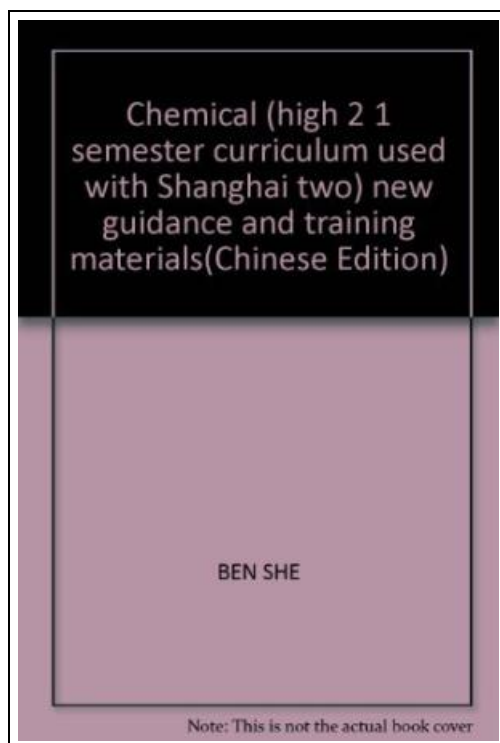 Chemical (high 2 1
semester curriculum used
with Shanghai two) new
guidance and training
materials(Chinese Edition)
BEN SHE
Note: This is not the actual book cover